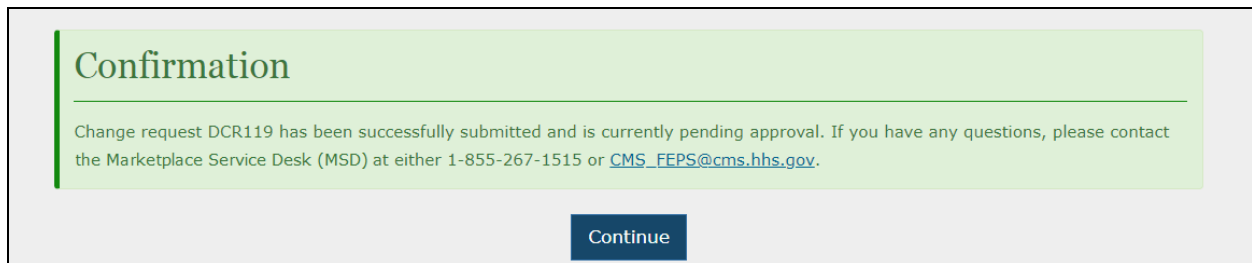 Confirmation
Change request DCR119 has been successfully submitted and is currently pending approval. If you have any questions, please contact
the Marketplace Service Desk (MSD) at either 1-855-267-1515 or CMS_FEPS@cms.hhs.gov.
Continue